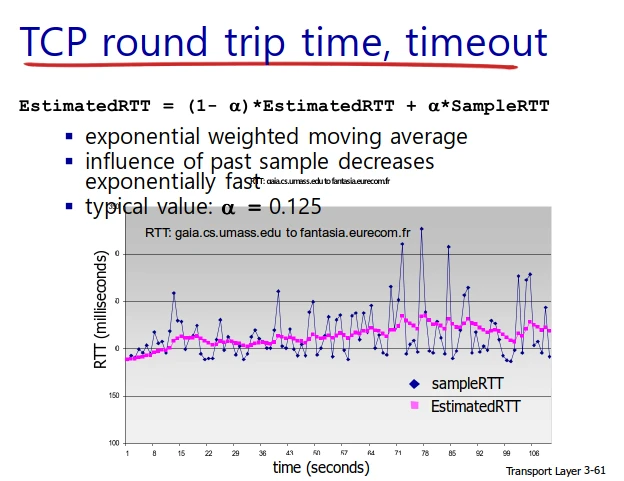 TCP round trip time, timeout
EstimatedRTT = (1- α)*EstimatedRTT + α*SampleRTT
▪ exponential weighted moving average
▪ influence of past sample decreases
exponentially fast
RTT: gaia.cs.umass.edu to fantasia.eurecom.fr
▪ typical value: α = 0.125
RTT: gaia.cs.umass.edu to fantasia.eurecom.fr
RTT (milliseconds)
150
100
sampleRTT
EstimatedRTT
1 8 15 22 29 36 43 50 57 64 71 78 85 92 99 106
time (seconds)
Transport Layer 3-61